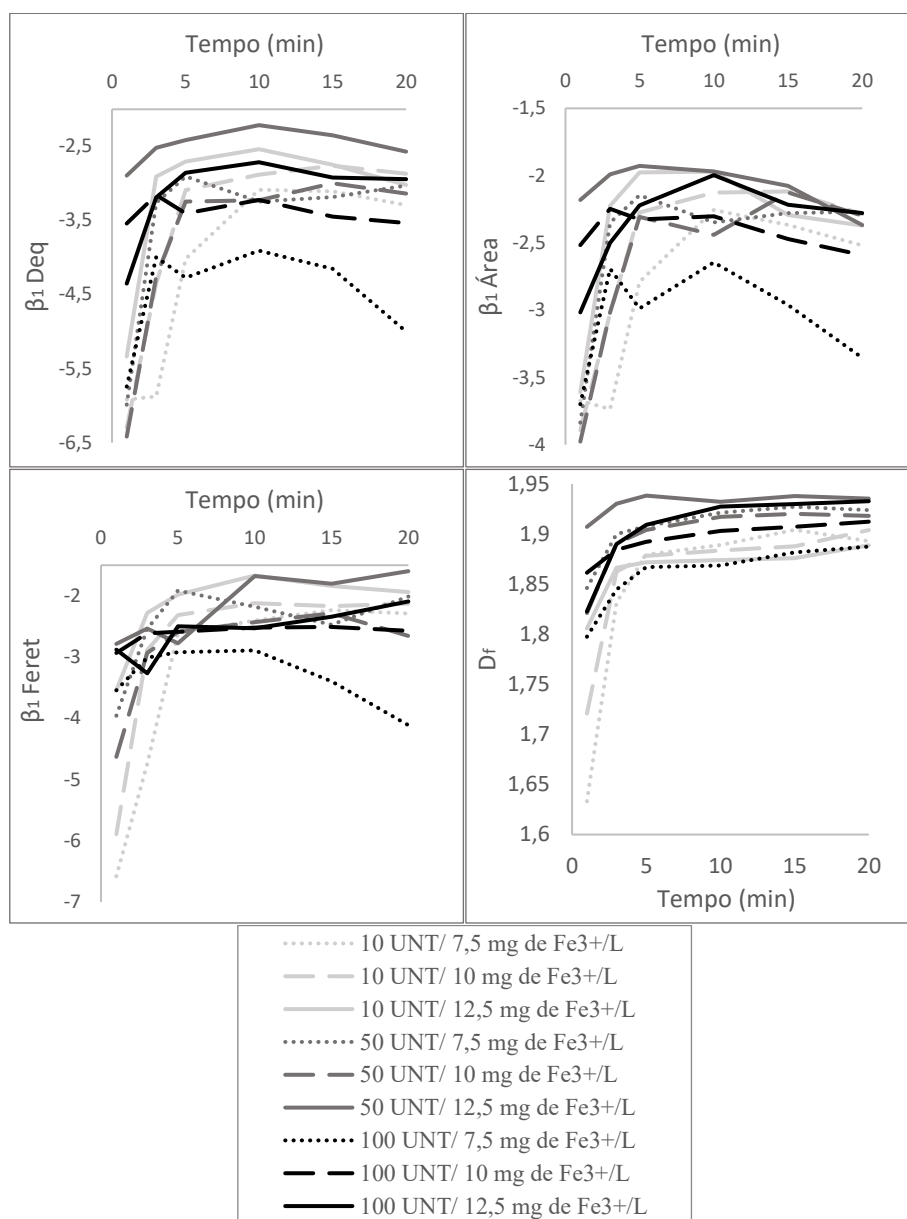 Tempo (min)
0 5 10 15 20
-2,5
-3,5
-4,5
-5,5
-6,5
β1 Deq
Tempo (min)
0 5 10 15 20
-1,5
-2
-2,5
-3
-3,5
-4
β1 Área
Tempo (min)
0 5 10 15 20
-2
-3
-4
-5
-6
-7
β1 Feret
1,95
1,9
1,85
1,8
1,75
1,7
1,65
1,6
Df
0 5 10 15 20
Tempo (min)
10 UNT/ 7,5 mg de Fe3+/L
10 UNT/ 10 mg de Fe3+/L
10 UNT/ 12,5 mg de Fe3+/L
50 UNT/ 7,5 mg de Fe3+/L
50 UNT/ 10 mg de Fe3+/L
50 UNT/ 12,5 mg de Fe3+/L
100 UNT/ 7,5 mg de Fe3+/L
100 UNT/ 10 mg de Fe3+/L
100 UNT/ 12,5 mg de Fe3+/L